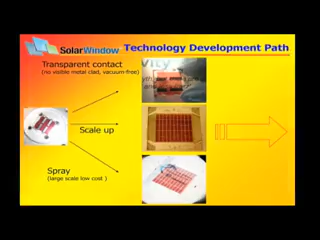 SolarWindow
Technology Development Path
Transparent contact
(no visible metal clad, vacuum-free)
Scale up
Spray
(large scale low cost )